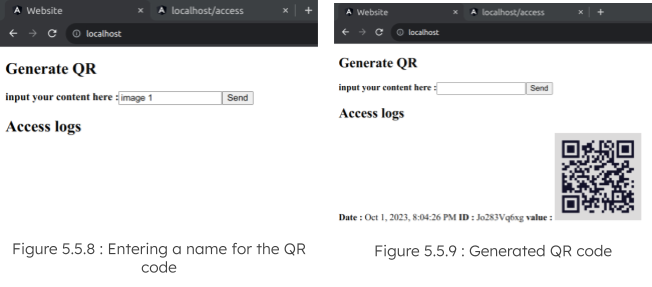 Website
localhost/access
localhost
Generate QR
input your content here : image 1 Send
Access logs
Figure 5.5.8 : Entering a name for the QR
code
Website
localhost/access
localhost
Generate QR
input your content here : Send
Access logs
Date : Oct 1, 2023, 8:04:26 PM ID : Jo283Vq6xg value :
Figure 5.5.9 : Generated QR code